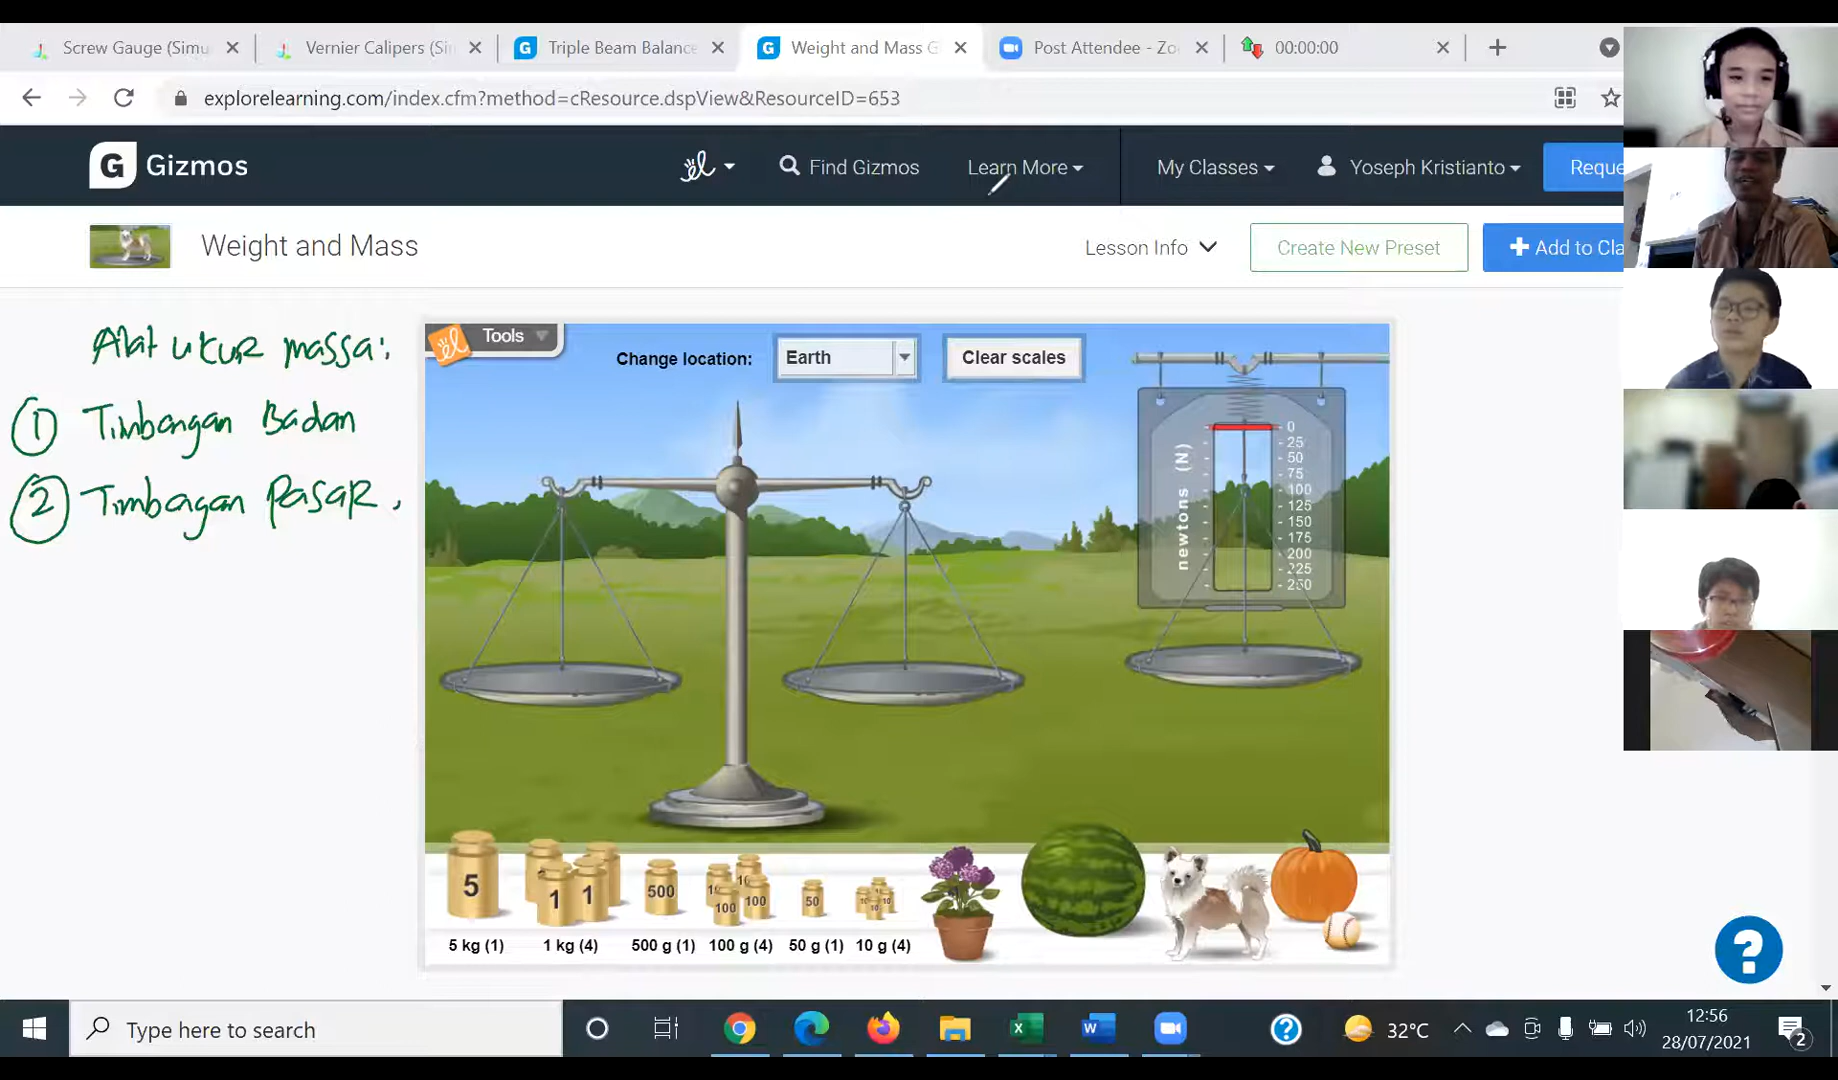 Screw Gauge (Simu
Vernier Calipers (Si
Triple Beam Balance
Weight and Mass G
Post Attendee - Zo
00:00:00
explorelearning.com/index.cfm?method=cResource.dspView&ResourceID=653
G Gizmos
Find Gizmos
Learn More
My Classes
Yoseph Kristianto
Reque
Weight and Mass
Lesson Info
Create New Preset
+ Add to Cla
Alat ukur massa:
① Timbangan Badan
② Timbangan Pasar.
Tools
Change location:
Earth
Clear scales
newtons (N)
0
25
50
75
100
125
150
175
200
225
250
5
1 1
500
100 100
50
5 kg (1) 1 kg (4) 500 g (1) 100 g (4) 50 g (1) 10 g (4)
?
Type here to search
32°C
12:56
28/07/2021
2